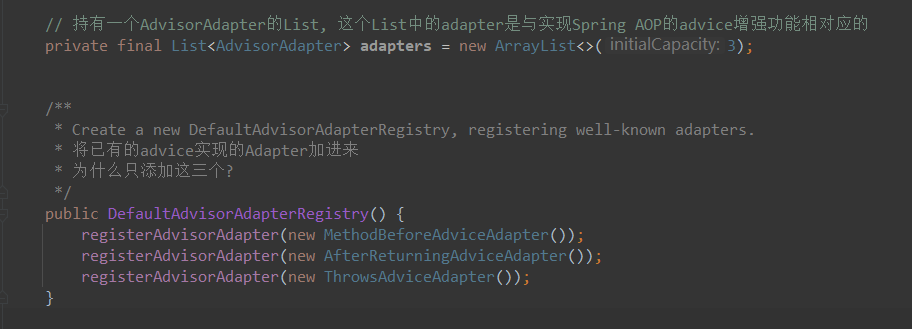 // 持有一个AdvisorAdapter的List, 这个List中的adapter是与实现Spring AOP的advice增强功能相对应的
private final List<AdvisorAdapter> adapters = new ArrayList<>( initialCapacity: 3);
/**
* Create a new DefaultAdvisorAdapterRegistry, registering well-known adapters.
* 将已有的advice实现的Adapter加进来
* 为什么只添加这三个?
*/
public DefaultAdvisorAdapterRegistry() {
registerAdvisorAdapter(new MethodBeforeAdviceAdapter());
registerAdvisorAdapter(new AfterReturningAdviceAdapter());
registerAdvisorAdapter(new ThrowsAdviceAdapter());
}